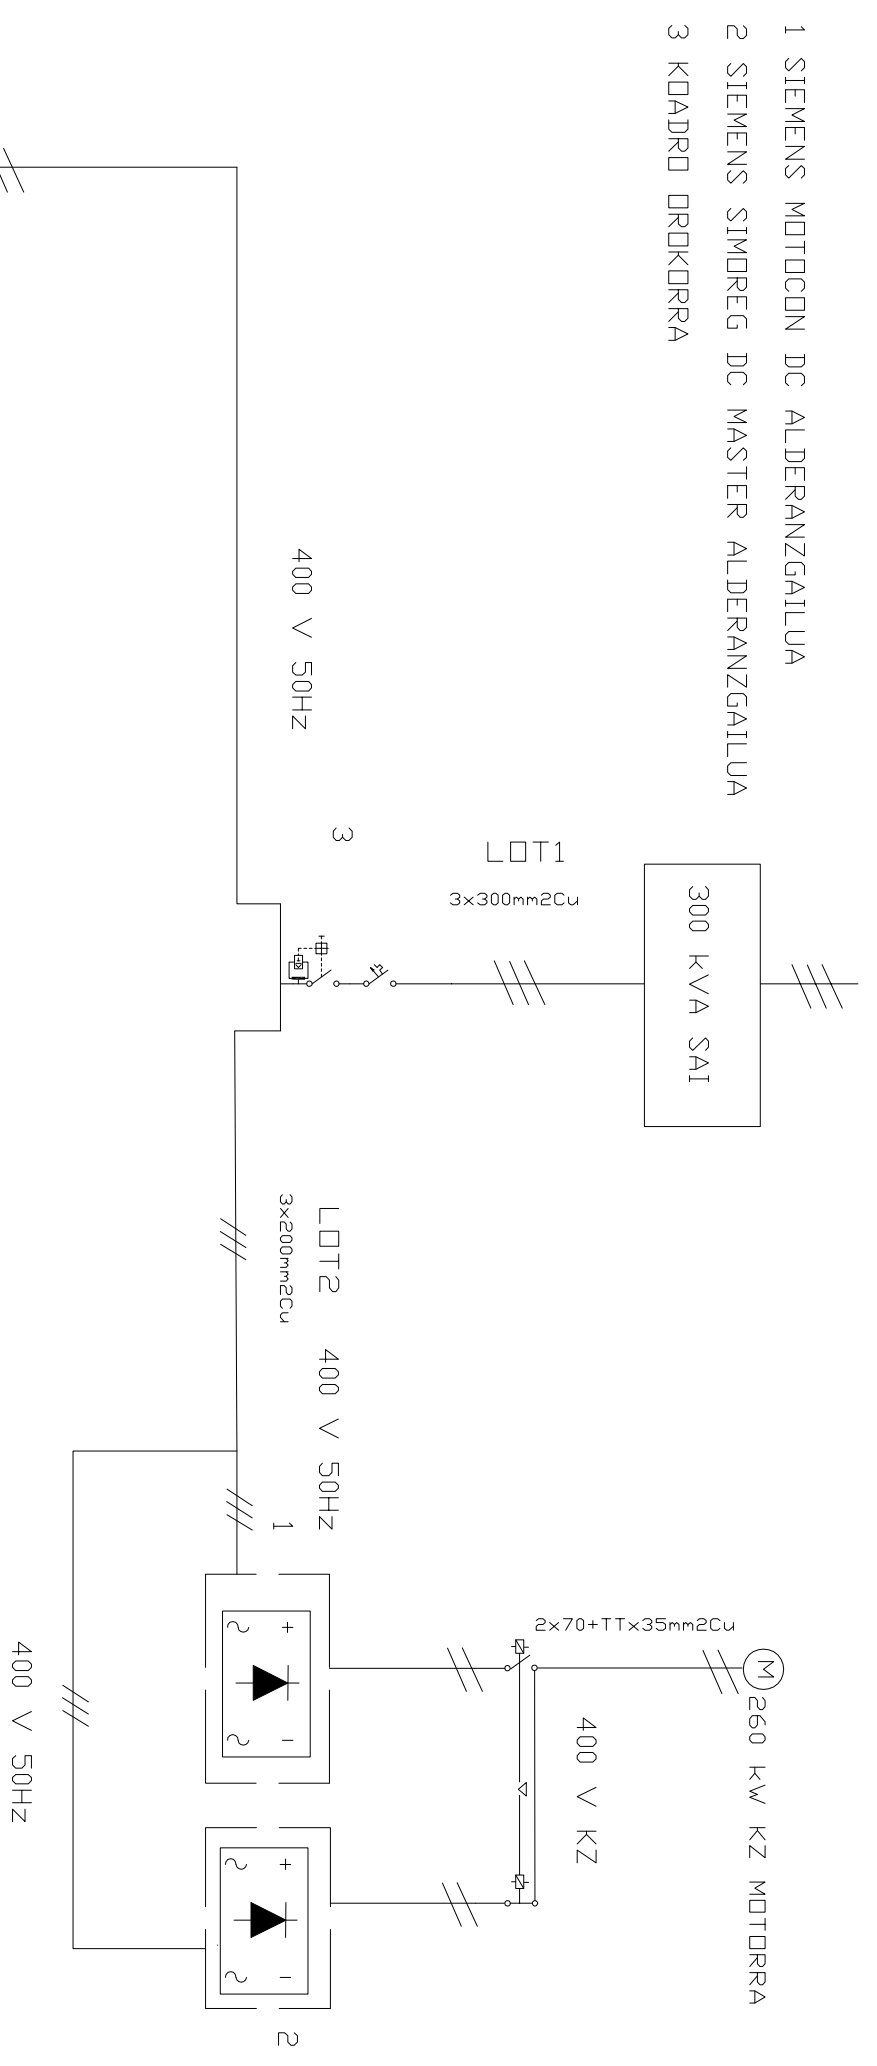 1 SIEMENS MOTOCON DC ALDERANZGAILUA
2 SIEMENS SIMOREG DC MASTER ALDERANZGAILUA
3 KOADRO OROKORRA
300 kVA SAI
LOT1
3x300mm2Cu
3
400 V 50Hz
LOT2
3x200mm2Cu
400 V 50Hz
1
2x70+TTx35mm2Cu
M
260 kW KZ MOTORRA
400 V KZ
+ -
~ ~
+ -
~ ~
2
400 V 50Hz